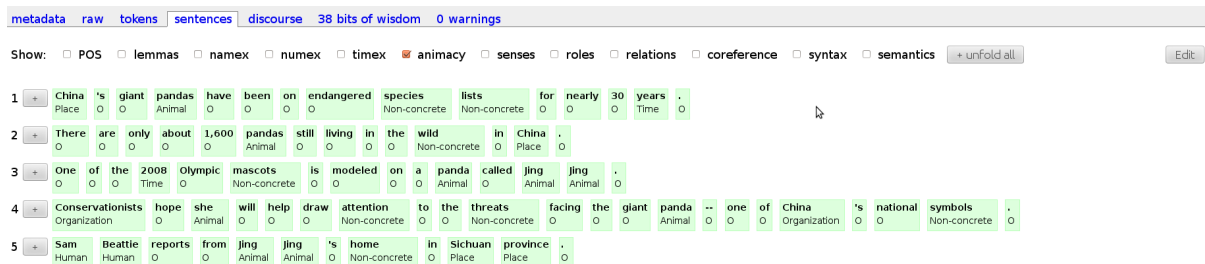 metadata raw tokens sentences discourse 38 bits of wisdom 0 warnings
Show: POS lemmas namex numex timex animacy senses roles relations coreference syntax semantics + unfold all Edit
1 + China 's giant pandas have been on endangered species lists for nearly 30 years .
Place O O Animal O O O O Non-concrete Non-concrete O O O Time O
2 + There are only about 1,600 pandas still living in the wild in China .
O O O O O Animal O O O O Non-concrete O Place O
3 + One of the 2008 Olympic mascots is modeled on a panda called Jing Jing .
O O O Time O Non-concrete O O O O Animal O Animal Animal O
4 + Conservationists hope she will help draw attention to the threats facing the giant panda -- one of China 's national symbols .
Organization O Animal O O O Non-concrete O O Non-concrete O O O Animal O O O Organization O O Non-concrete O
5 + Sam Beattie reports from Jing Jing 's home in Sichuan province .
Human Human O O Animal Animal O Non-concrete O Place Place O